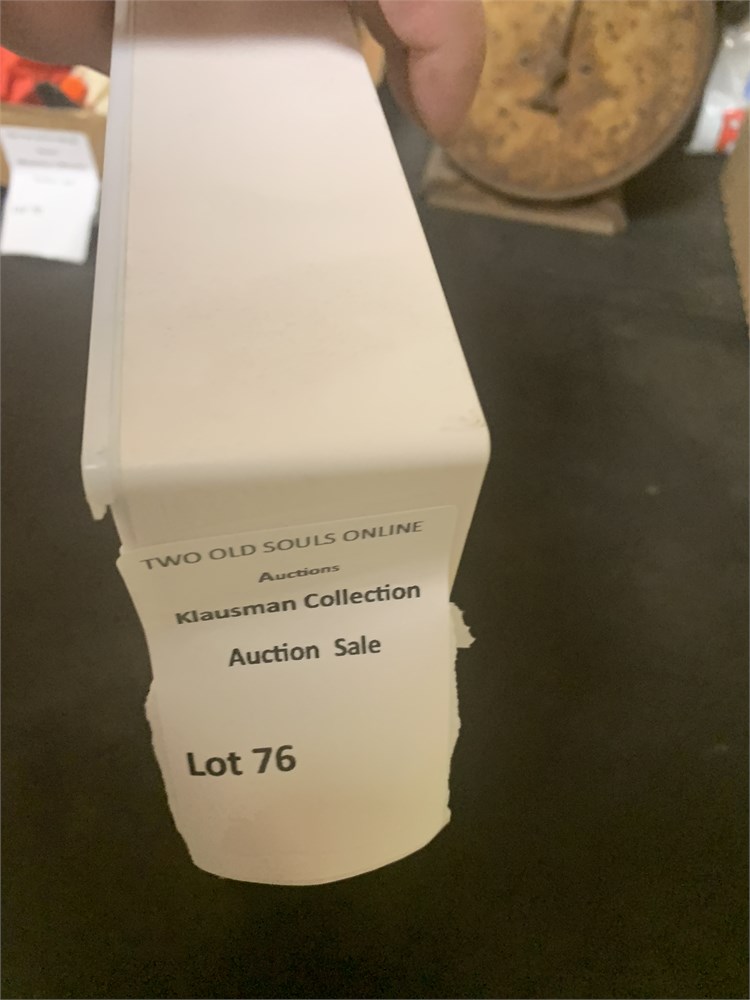 TWO OLD SOULS ONLINE
Auctions
Klausman Collection
Auction Sale
Lot 76